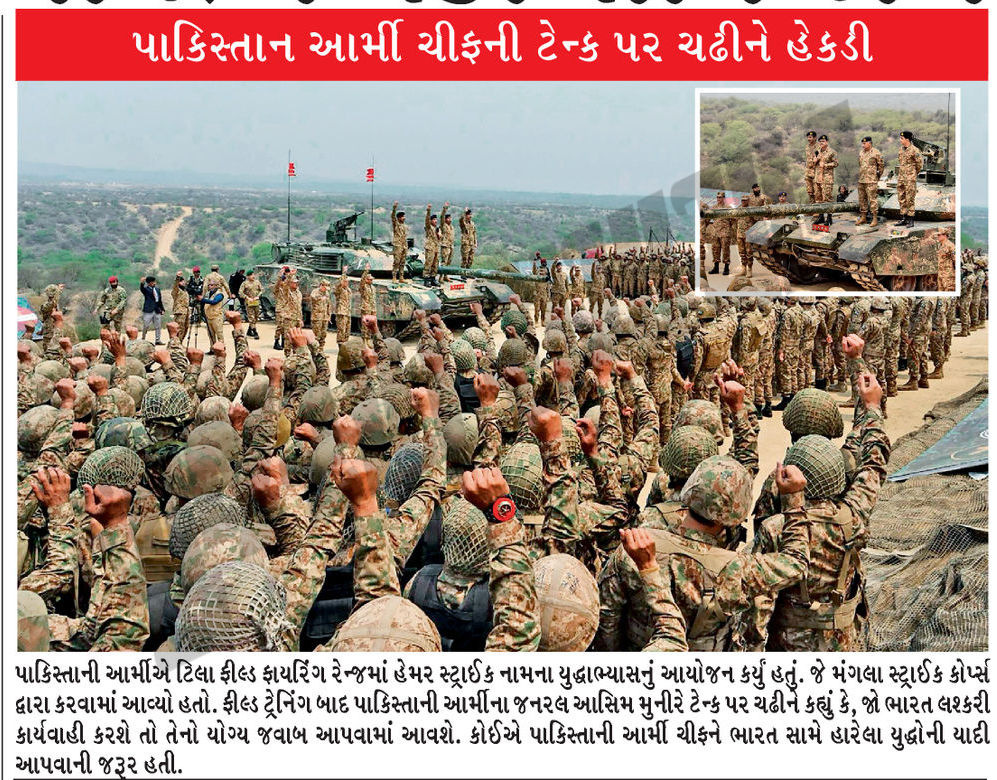 પાકિસ્તાન આર્મી ચીફની ટેન્ક પર ચઢીને હેકડી
પાકિસ્તાની આર્મીએ ટિલા ફીલ્ડ ફાયરિંગ રેન્જમાં હેમર સ્ટ્રાઈક નામના યુદ્ધાભ્યાસનું આયોજન કર્યું હતું. જે મંગલા સ્ટ્રાઈક કોર્પ્સ
દ્વારા કરવામાં આવ્યો હતો. ફીલ્ડ ટ્રેનિંગ બાદ પાકિસ્તાની આર્મીના જનરલ આસિમ મુનીરે ટેન્ક પર ચઢીને કહ્યું કે, જો ભારત લશ્કરી
કાર્યવાહી કરશે તો તેનો યોગ્ય જવાબ આપવામાં આવશે. કોઈએ પાકિસ્તાની આર્મી ચીફને ભારત સામે હારેલા યુદ્ધોની યાદી
આપવાની જરૂર હતી.